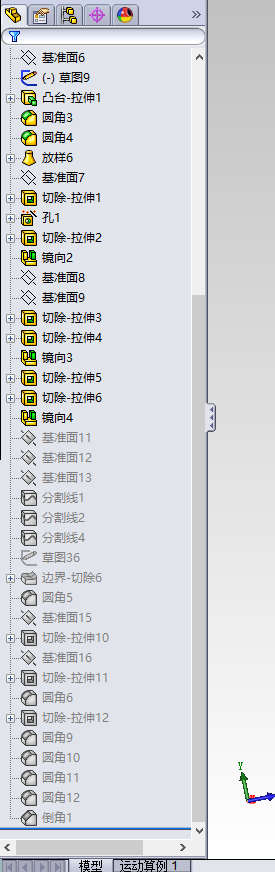 »
基准面6
(-) 草图9
凸台-拉伸1
圆角3
圆角4
放样6
基准面7
切除-拉伸1
孔1
切除-拉伸2
镜向2
基准面8
基准面9
切除-拉伸3
切除-拉伸4
镜向3
切除-拉伸5
切除-拉伸6
镜向4
基准面11
基准面12
基准面13
分割线1
分割线2
分割线4
草图36
边界-切除6
圆角5
基准面15
切除-拉伸10
基准面16
切除-拉伸11
圆角6
切除-拉伸12
圆角9
圆角10
圆角11
圆角12
倒角1
Y
模型 运动算例 1